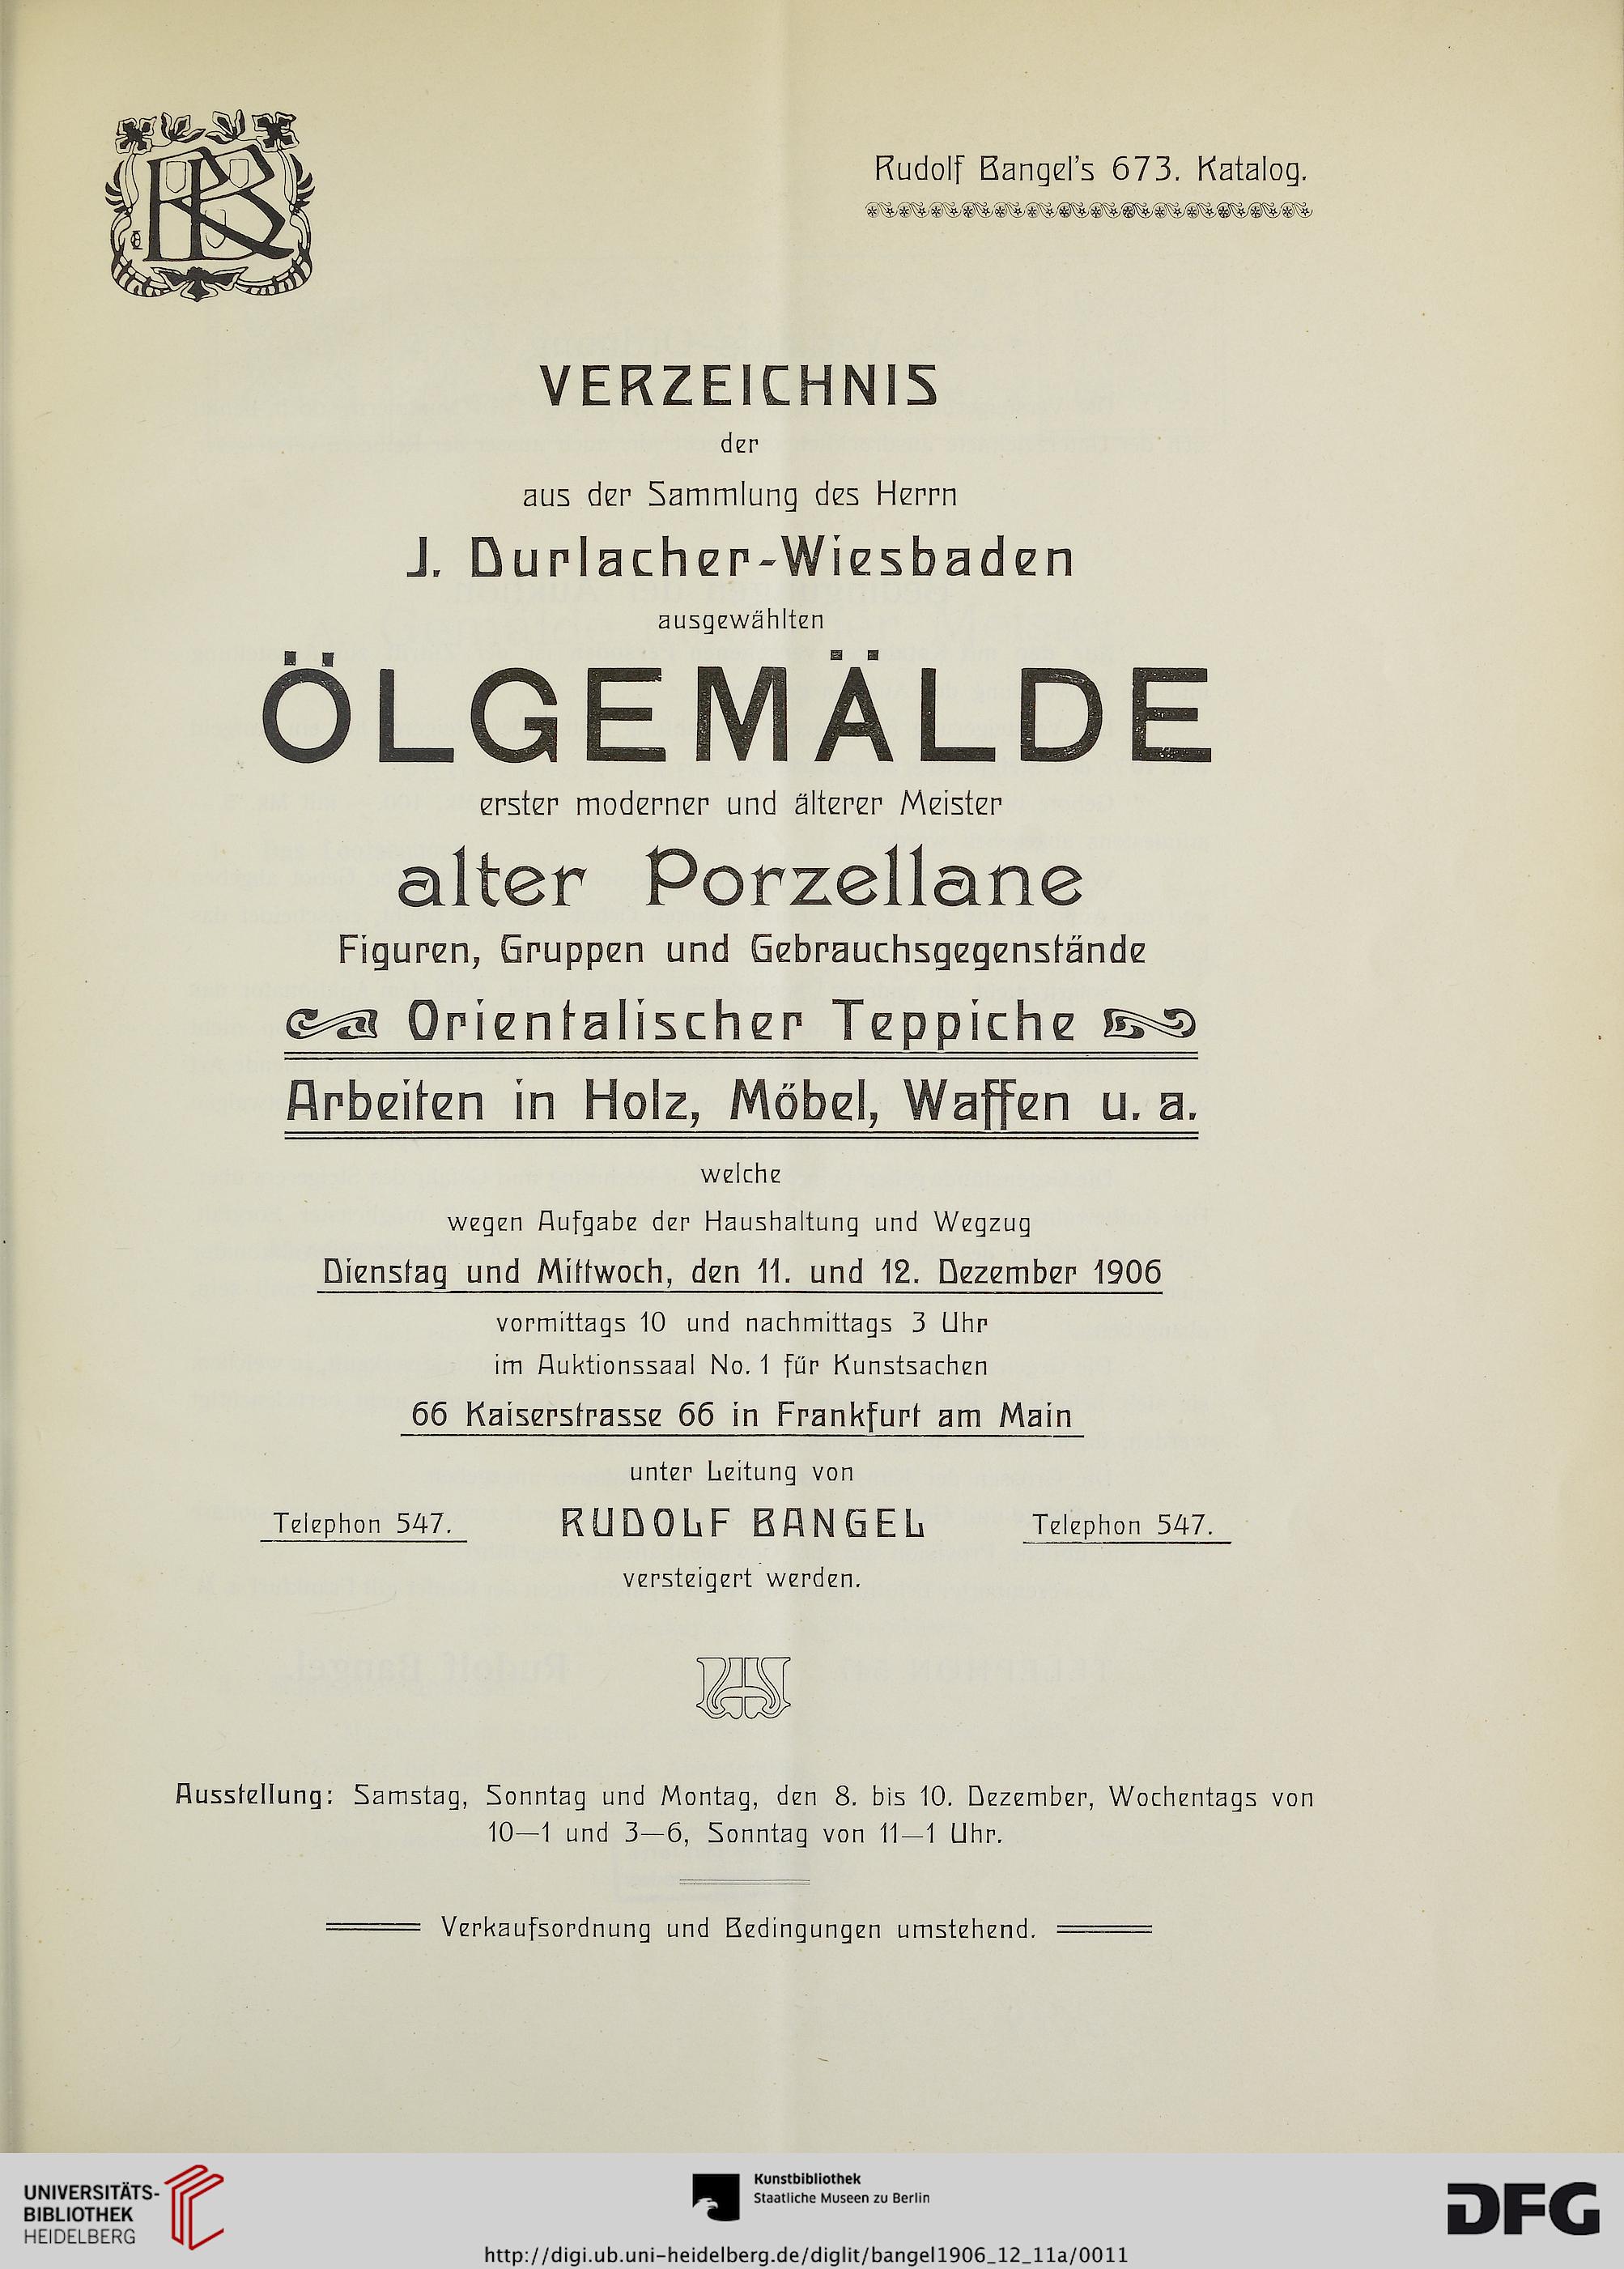 Rudolf Bangel's 673. Katalog.
VERZEICHNIS
der
aus der Sammlung des Herrn
J. Durlacher-Wiesbaden
ausgewählten
ÖLGEMÄLDE
erster moderner und älterer Meister
alter Porzellane
Figuren, Gruppen und Gebrauchsgegenstände
Orientalischer Teppiche
Arbeiten in Holz, Möbel, Waffen u. a.
welche
wegen Aufgabe der Haushaltung und Wegzug
Dienstag und Mittwoch, den 11. und 12. Dezember 1906
vormittags 10 und nachmittags 3 Uhr
im Auktionssaal No. 1 für Kunstsachen
66 Kaiserstrasse 66 in Frankfurt am Main
unter Leitung von
Telephon 547. RUDOLF BANGEL Telephon 547.
versteigert werden.
Ausstellung: Samstag, Sonntag und Montag, den 8. bis 10. Dezember, Wochentags von
10—1 und 3—6, Sonntag von 11—1 Uhr.
Verkaufsordnung und Bedingungen umstehend.
UNIVERSITÄTS-
BIBLIOTHEK
HEIDELBERG
Kunstbibliothek
Staatliche Museen zu Berlin
DFG
http://digi.ub.uni-heidelberg.de/diglit/bangel1906_12_11a/0011